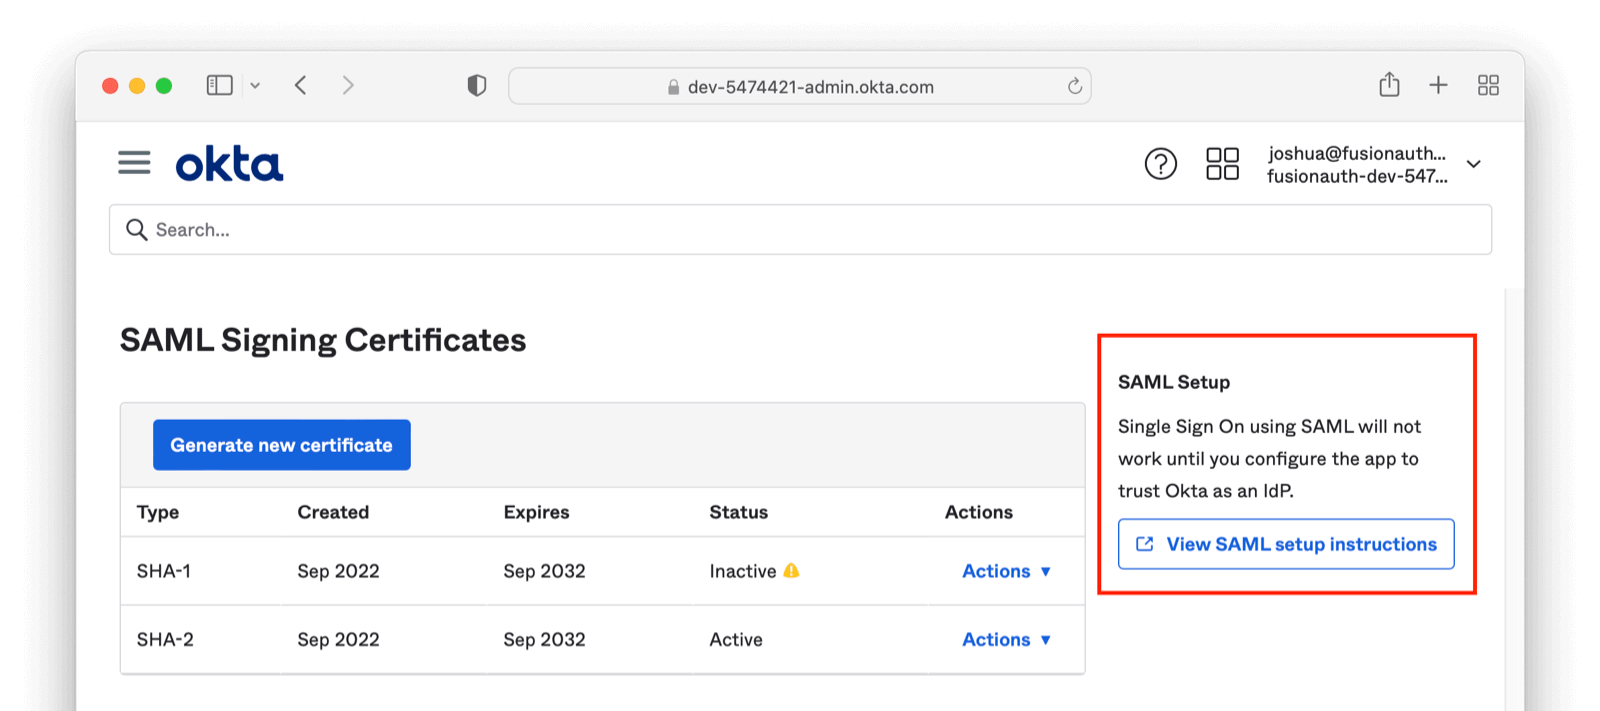 dev-5474421-admin.okta.com
okta
joshua@fusionauth...
fusionauth-dev-547...
Search...
SAML Signing Certificates
Generate new certificate
Type Created Expires Status Actions
SHA-1 Sep 2022 Sep 2032 Inactive Actions
SHA-2 Sep 2022 Sep 2032 Active Actions
SAML Setup
Single Sign On using SAML will not
work until you configure the app to
trust Okta as an IdP.
View SAML setup instructions